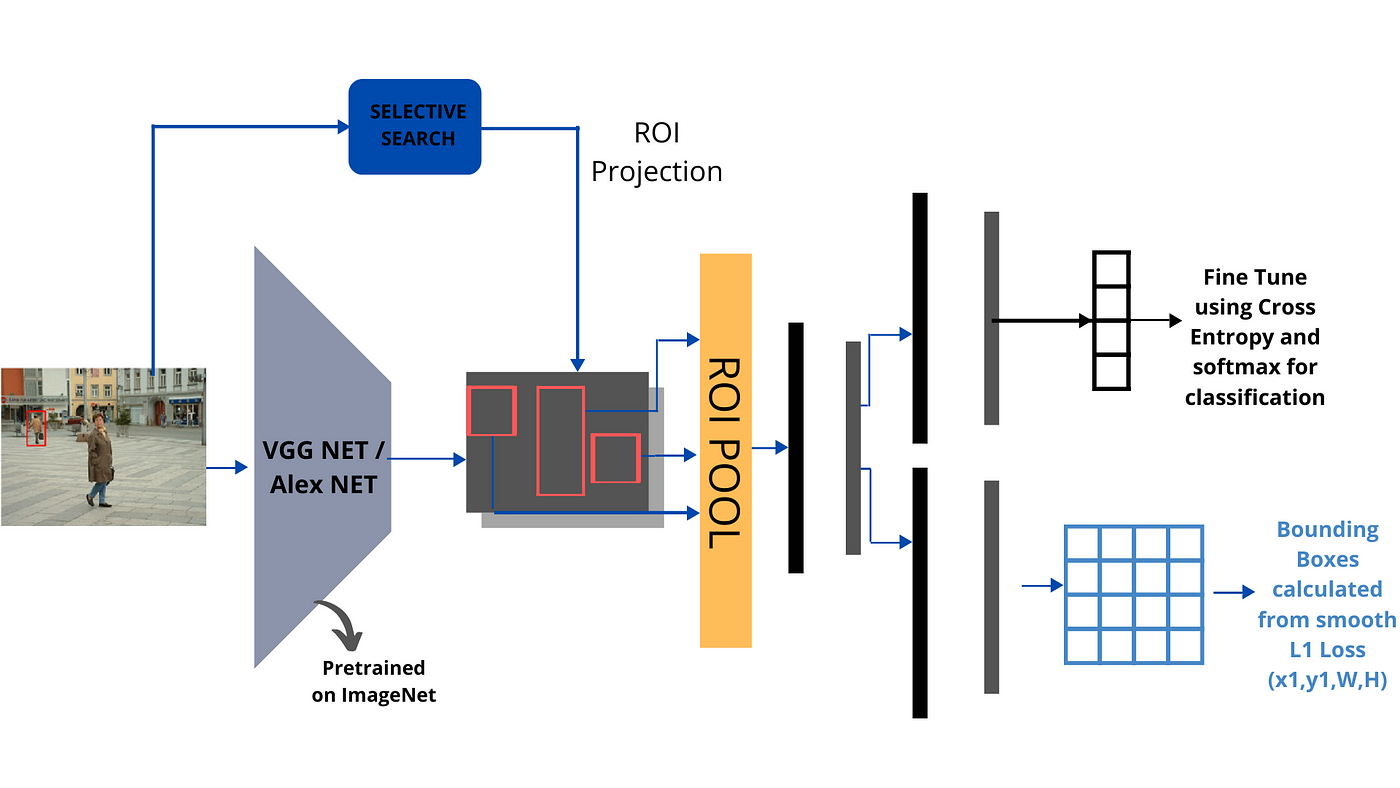 SELECTIVE
SEARCH
ROI
Projection
VGG NET /
Alex NET
Pretrained
on ImageNet
ROI POOL
Fine Tune
using Cross
Entropy and
softmax for
classification
Bounding
Boxes
calculated
from smooth
L1 Loss
(x1,y1,W,H)